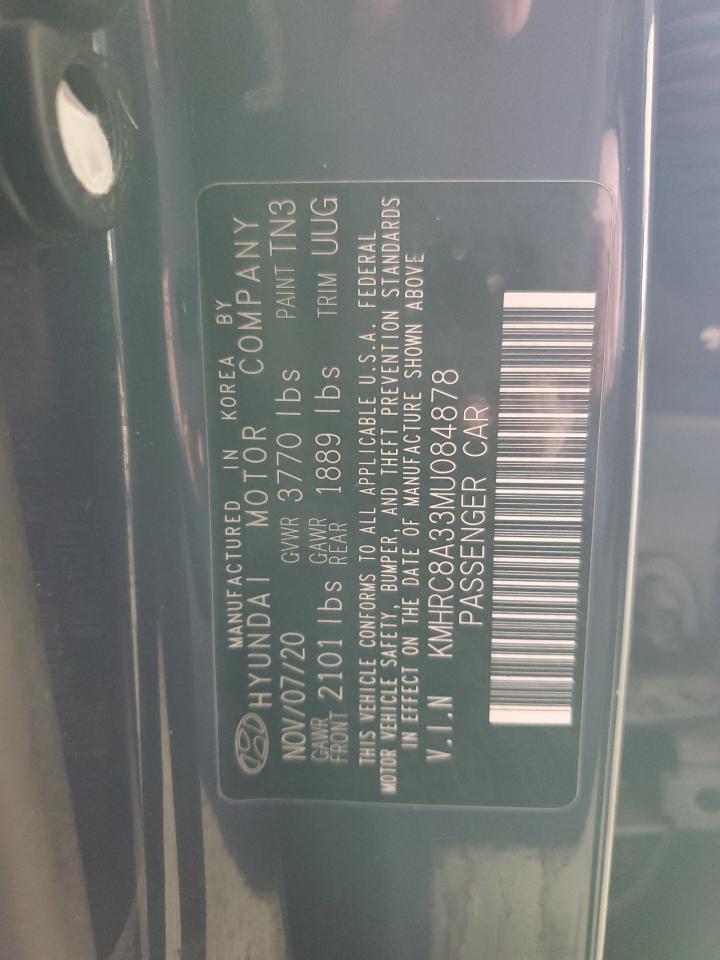 MANUFACTURED IN KOREA BY
HYUNDAI MOTOR COMPANY
NOV/07/20 GVWR 3770 lbs PAINT TN3
GAWR FRONT 2101 lbs GAWR REAR 1889 lbs TRIM UUG
THIS VEHICLE CONFORMS TO ALL APPLICABLE U.S.A. FEDERAL
MOTOR VEHICLE SAFETY, BUMPER, AND THEFT PREVENTION STANDARDS
IN EFFECT ON THE DATE OF MANUFACTURE SHOWN ABOVE
V.I.N KMHRC8A33MU084878
PASSENGER CAR